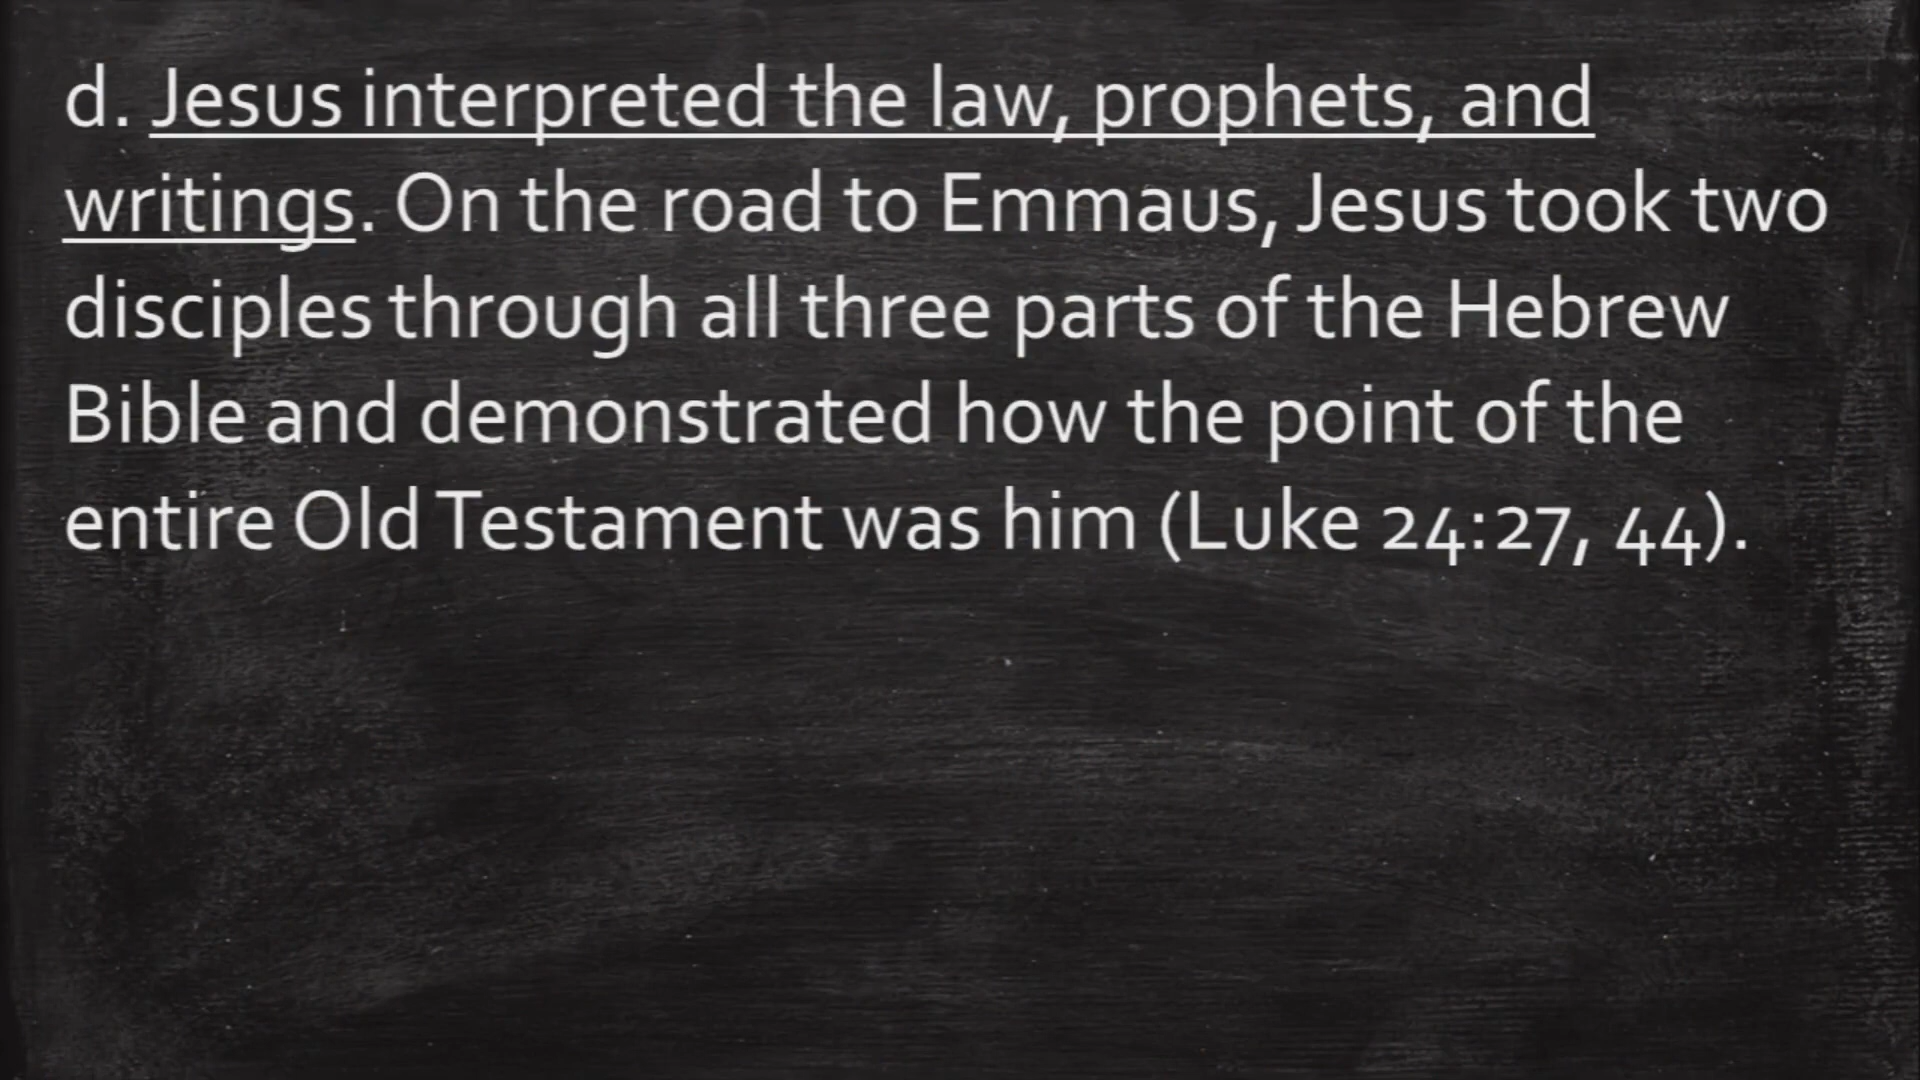 d. Jesus interpreted the law, prophets, and
writings. On the road to Emmaus, Jesus took two
disciples through all three parts of the Hebrew
Bible and demonstrated how the point of the
entire Old Testament was him (Luke 24:27, 44).